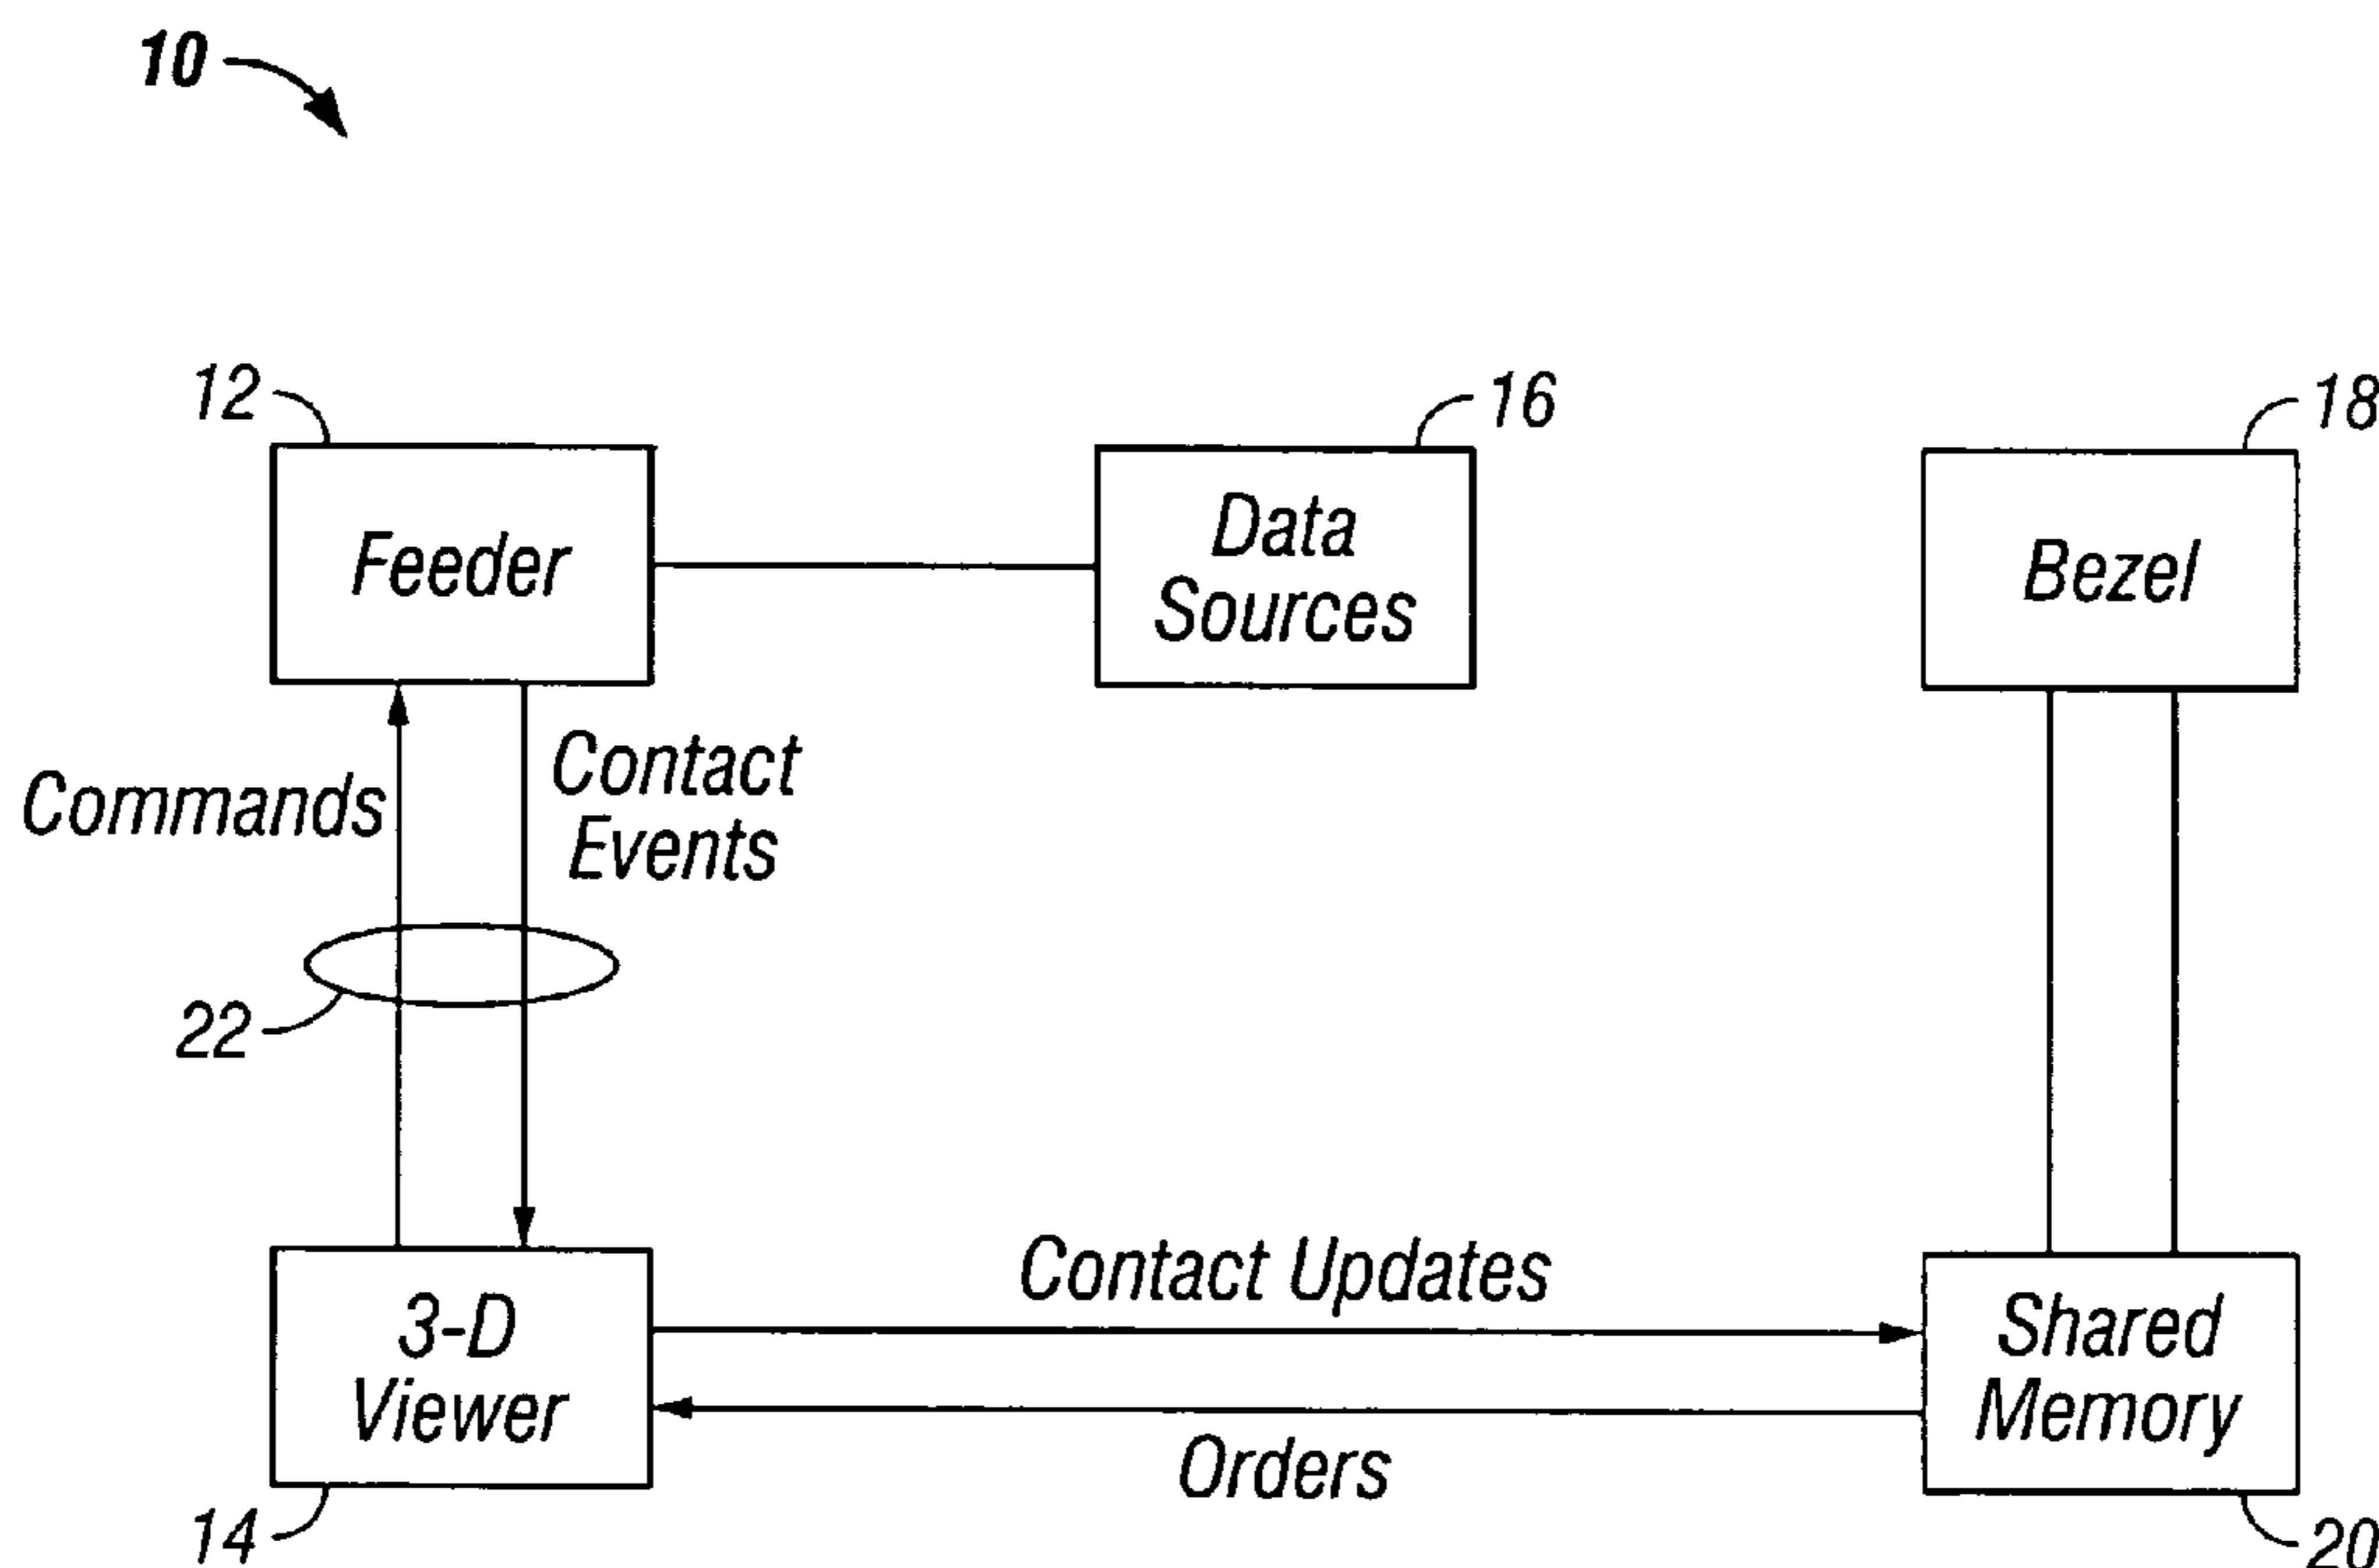 10
12
16
18
Feeder
Data
Sources
Bezel
Commands
Contact
Events
22
Contact Updates
3-D
Viewer
Shared
Memory
Orders
14
20